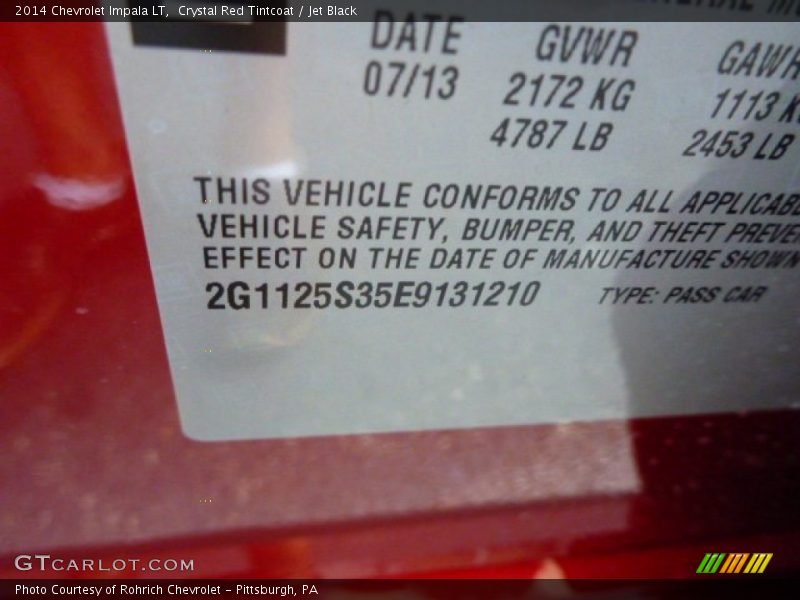 2014 Chevrolet Impala LT, Crystal Red Tintcoat / Jet Black
DATE GVWR
07/13 2172 KG 1113
4787 LB 2453 LB
THIS VEHICLE CONFORMS TO ALL
VEHICLE SAFETY, BUMPER, AND THEFT
EFFECT ON THE DATE OF MANUFACTURE SHOWN
2G1125S35E9131210 TYPE: PASS CAR
GTCARLOT.COM
Photo Courtesy of Rohrich Chevrolet - Pittsburgh, PA